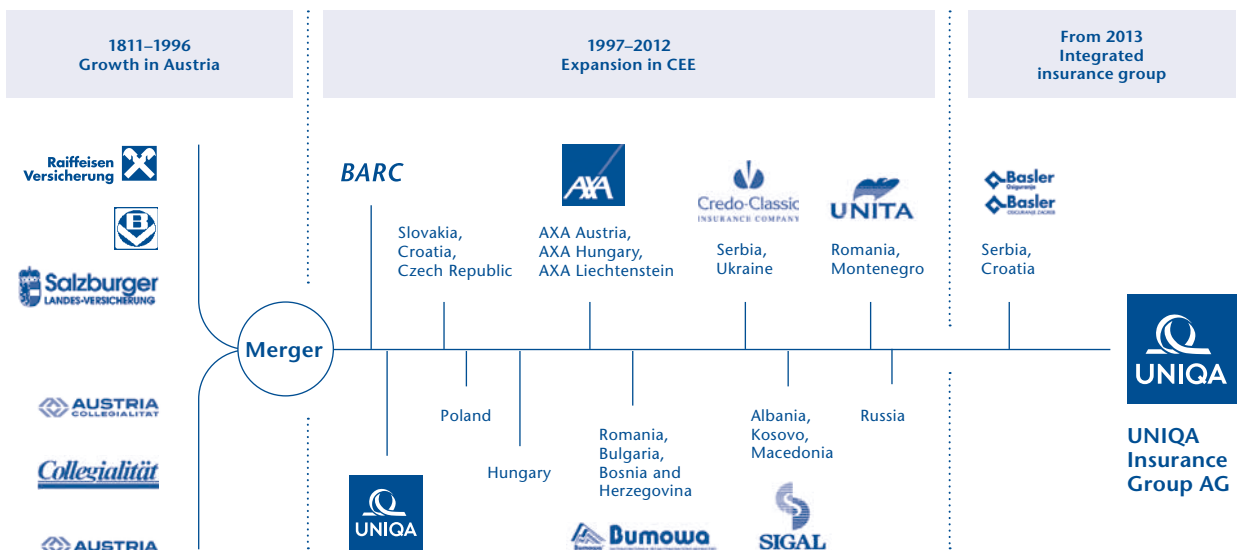 1811–1996
Growth in Austria
1997–2012
Expansion in CEE
From 2013
Integrated
insurance group
Raiffeisen
Versicherung
B
V
Salzburger
LANDES-VERSICHERUNG
AUSTRIA
COLLEGIALITÄT
Collegialität
AUSTRIA
Merger
BARC
Slovakia,
Croatia,
Czech Republic
AXA
AXA Austria,
AXA Hungary,
AXA Liechtenstein
Credo-Classic
INSURANCE COMPANY
Serbia,
Ukraine
UNITA
Romania,
Montenegro
Basler
Osiguranje
Basler
OSIGURANJE ZAGREB
Serbia,
Croatia
UNIQA
Poland
Hungary
Romania,
Bulgaria,
Bosnia and
Herzegovina
Bumowa
Albania,
Kosovo,
Macedonia
SIGAL
Russia
UNIQA
UNIQA
Insurance
Group AG